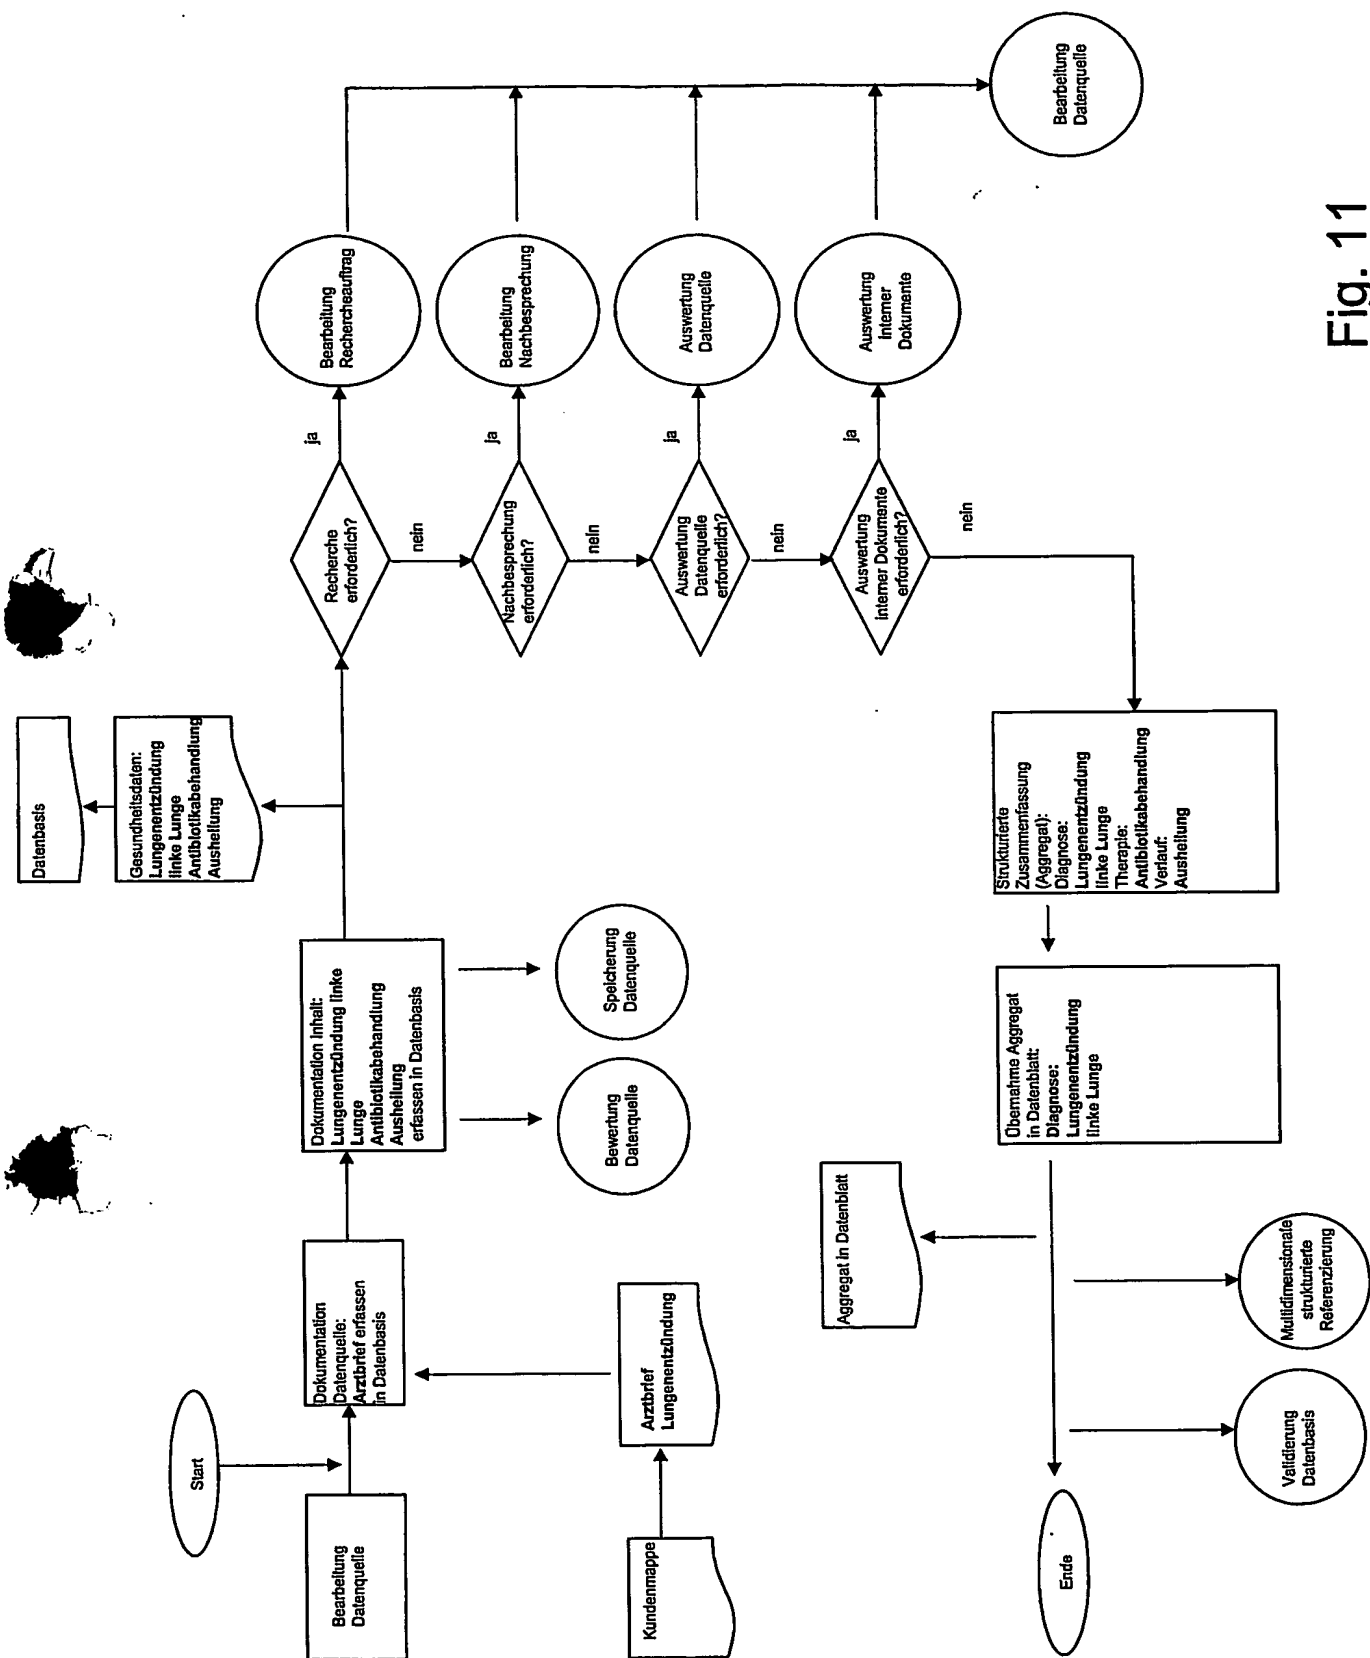 Start
Bearbeitung
Datenquelle
Dokumentation
Datenquelle:
Arztbrief erfassen
in Datenbasis
Kundenmappe
Arztbrief
Lungenentzündung
Dokumentation Inhalt:
Lungenentzündung linke
Lunge
Antibiotikabehandlung
Ausheilung
erfassen in Datenbasis
Bewertung
Datenquelle
Speicherung
Datenquelle
Datenbasis
Gesundheitsdaten:
Lungenentzündung
linke Lunge
Antibiotikabehandlung
Ausheilung
Recherche
erforderlich?
ja
nein
Bearbeitung
Rechercheauftrag
Nachbesprechung
erforderlich?
ja
nein
Bearbeitung
Nachbesprechung
Auswertung
Datenquelle
erforderlich?
ja
nein
Auswertung
Datenquelle
Auswertung
interner Dokumente
erforderlich?
ja
nein
Auswertung
Interner
Dokumente
Bearbeitung
Datenquelle
Strukturierte
Zusammenfassung
(Aggregat):
Diagnose:
Lungenentzündung
linke Lunge
Therapie:
Antibiotikabehandlung
Verlauf:
Ausheilung
Übernahme Aggregat
in Datenblatt:
Diagnose:
Lungenentzündung
linke Lunge
Aggregat in Datenblatt
Multidimensionale
strukturierte
Referenzierung
Validierung
Datenbasis
Ende
Fig. 11